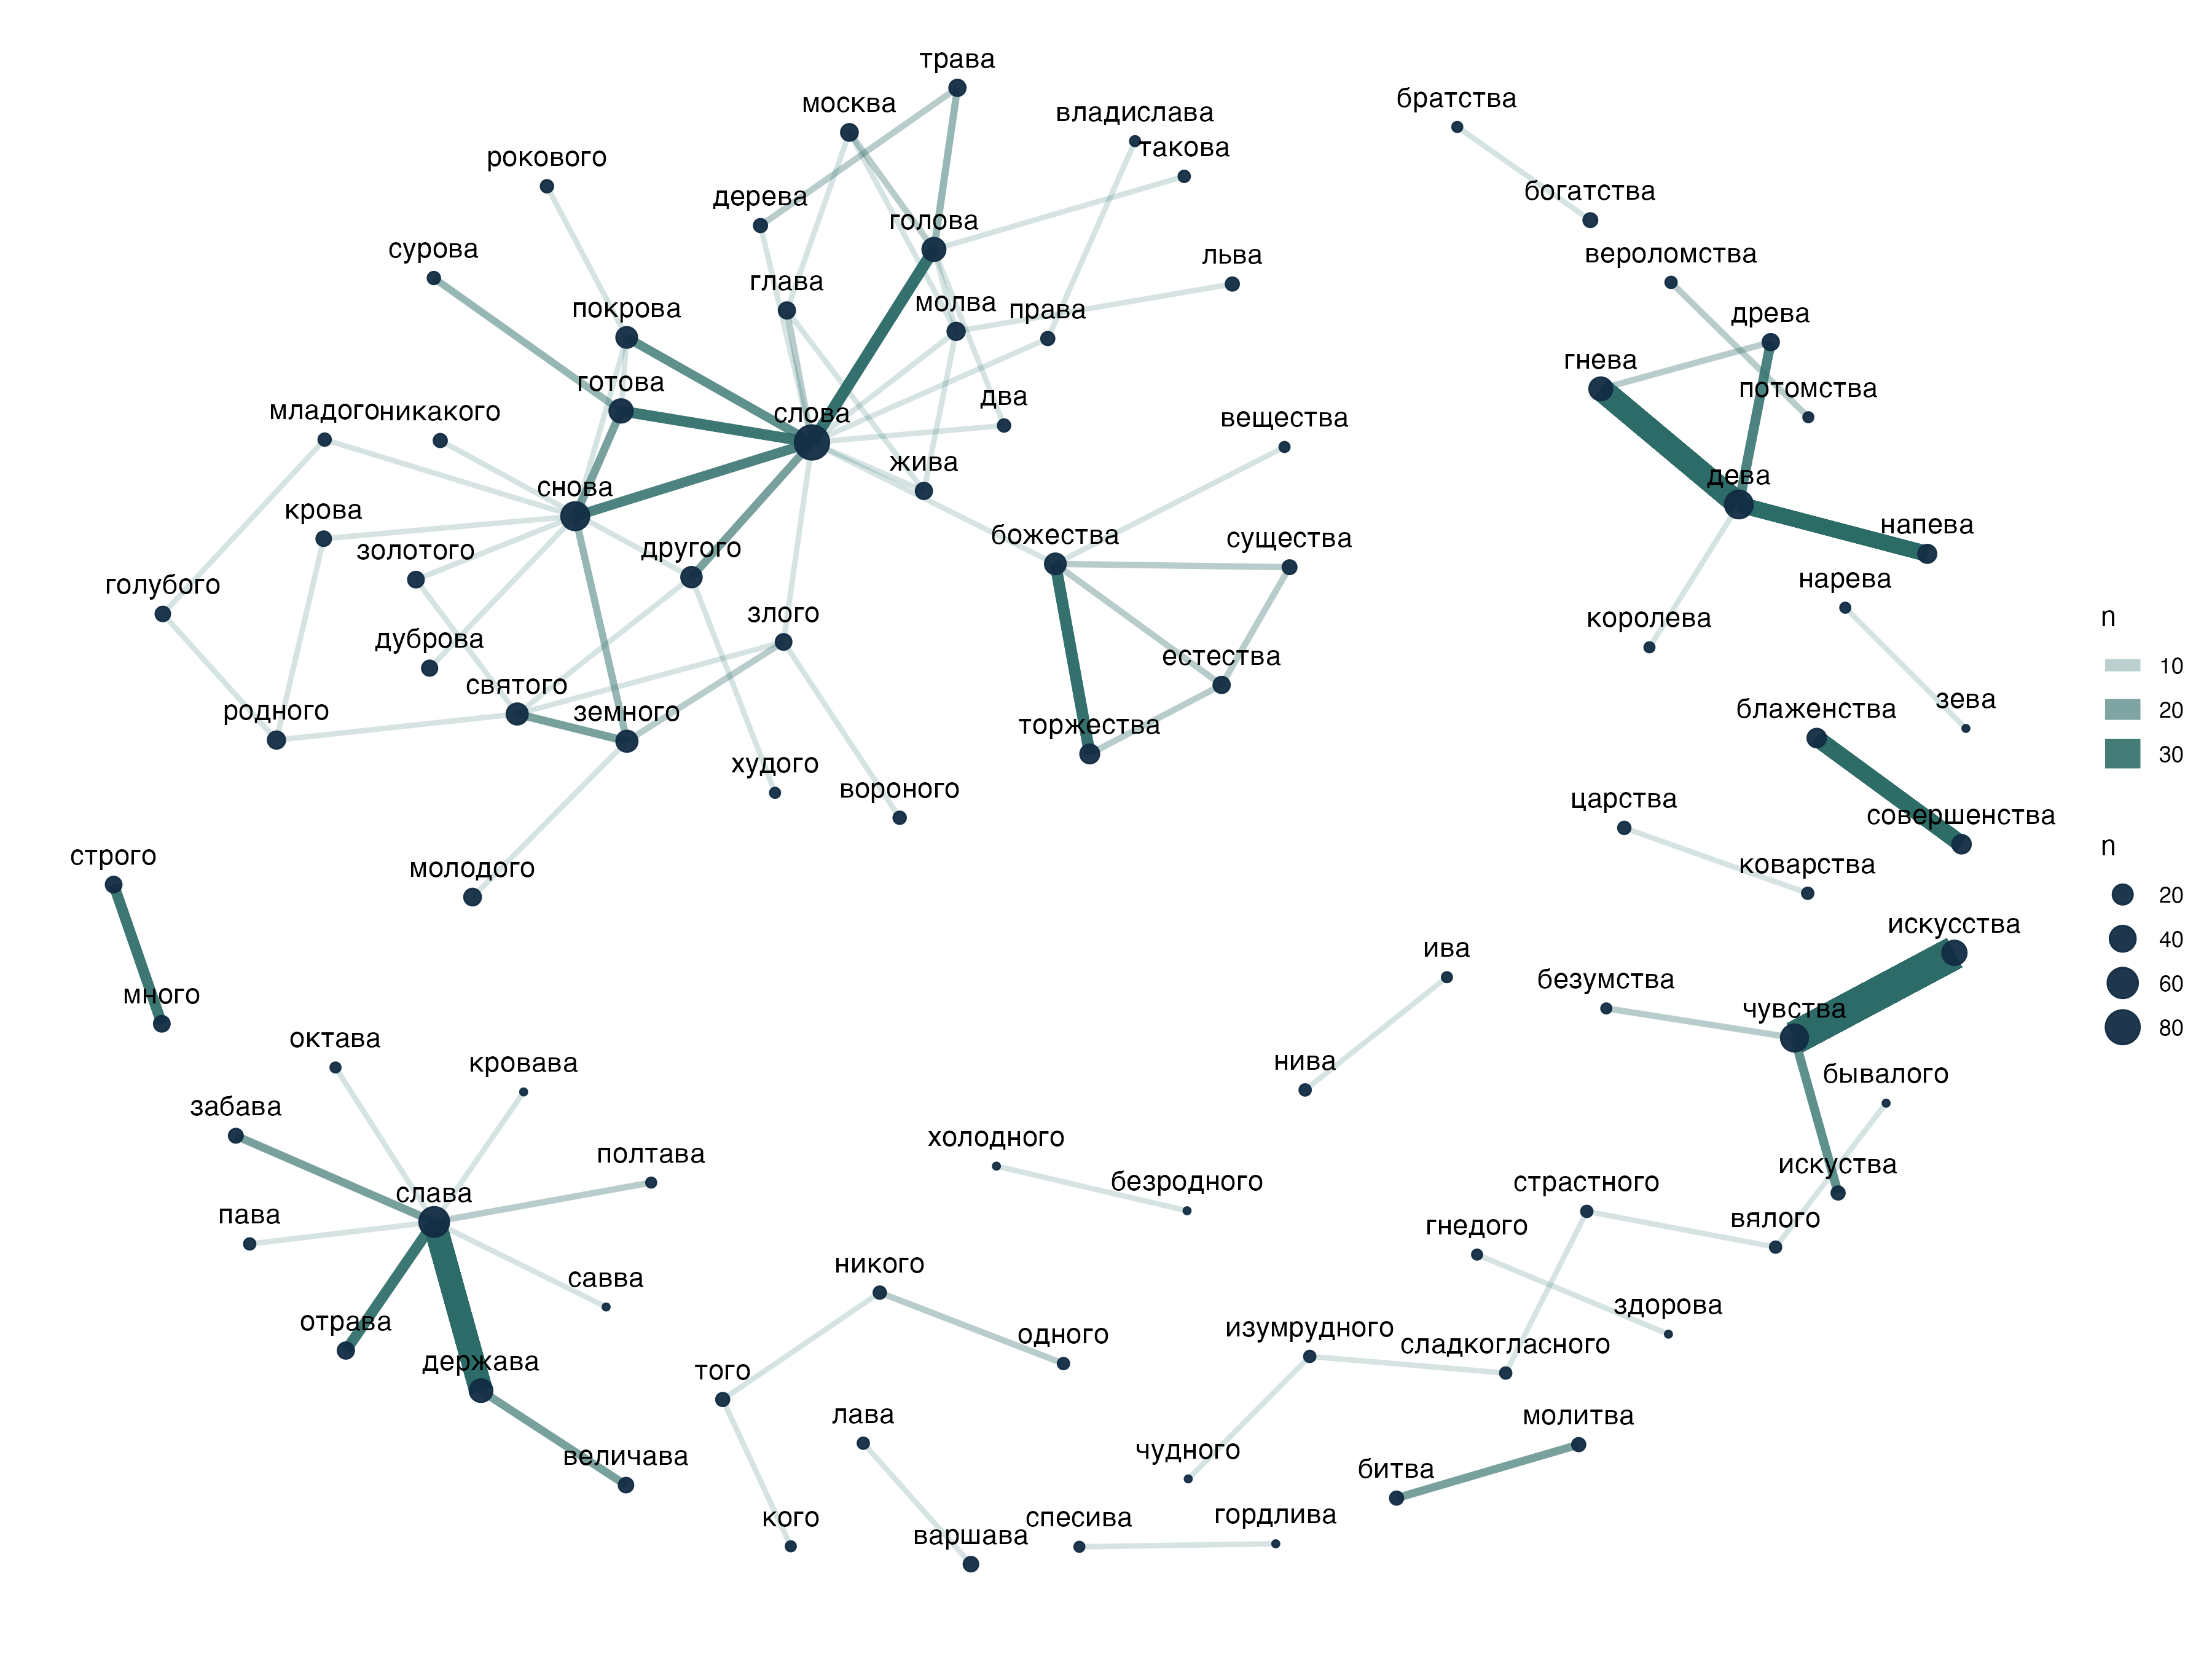 трава
москва
владислава
такова
братства
рокового
дерева
голова
богатства
сурова
глава
льва
вероломства
покрова
молва
права
древа
готова
гнева
потомства
младого
никакого
слова
два
вещества
жива
дева
снова
крова
золотого
другого
божества
существа
напева
голубого
нарева
дуброва
злого
королева
n
родного
святого
земного
естества
торжества
блаженства
зева
10
20
30
худого
вороного
царства
совершенства
n
строго
молодого
коварства
20
40
60
80
много
ива
искусства
безумства
чувства
октава
кровава
нива
бывалого
забава
полтава
холодного
безродного
искуства
слава
страстного
пава
гнедого
вялого
савва
никого
отрава
держава
того
одного
изумрудного
сладкогласного
здорова
лава
молитва
величава
чудного
битва
кого
варшава
спесива
гордлива